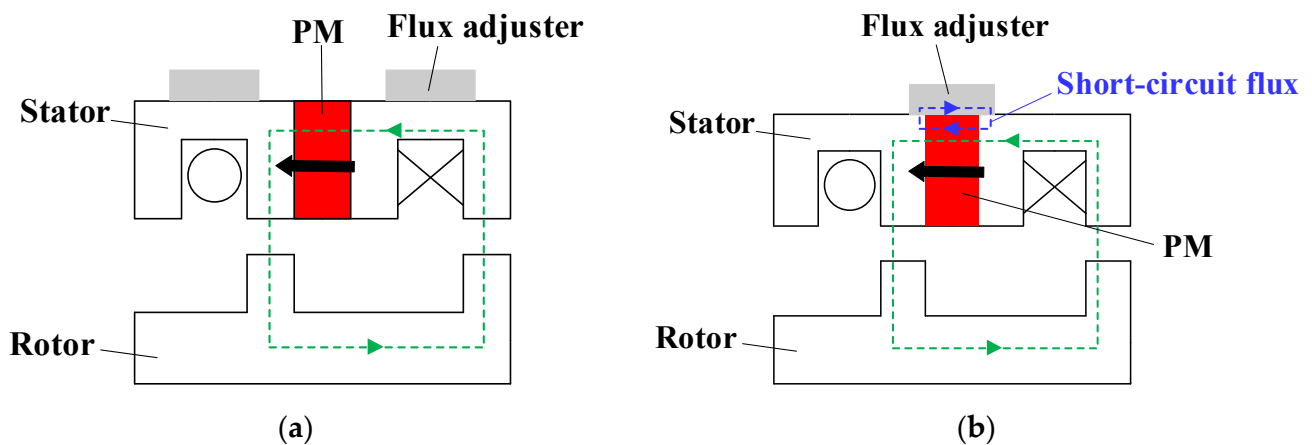 PM
Flux adjuster
Stator
Rotor
(a)
Flux adjuster
Short-circuit flux
Stator
PM
Rotor
(b)